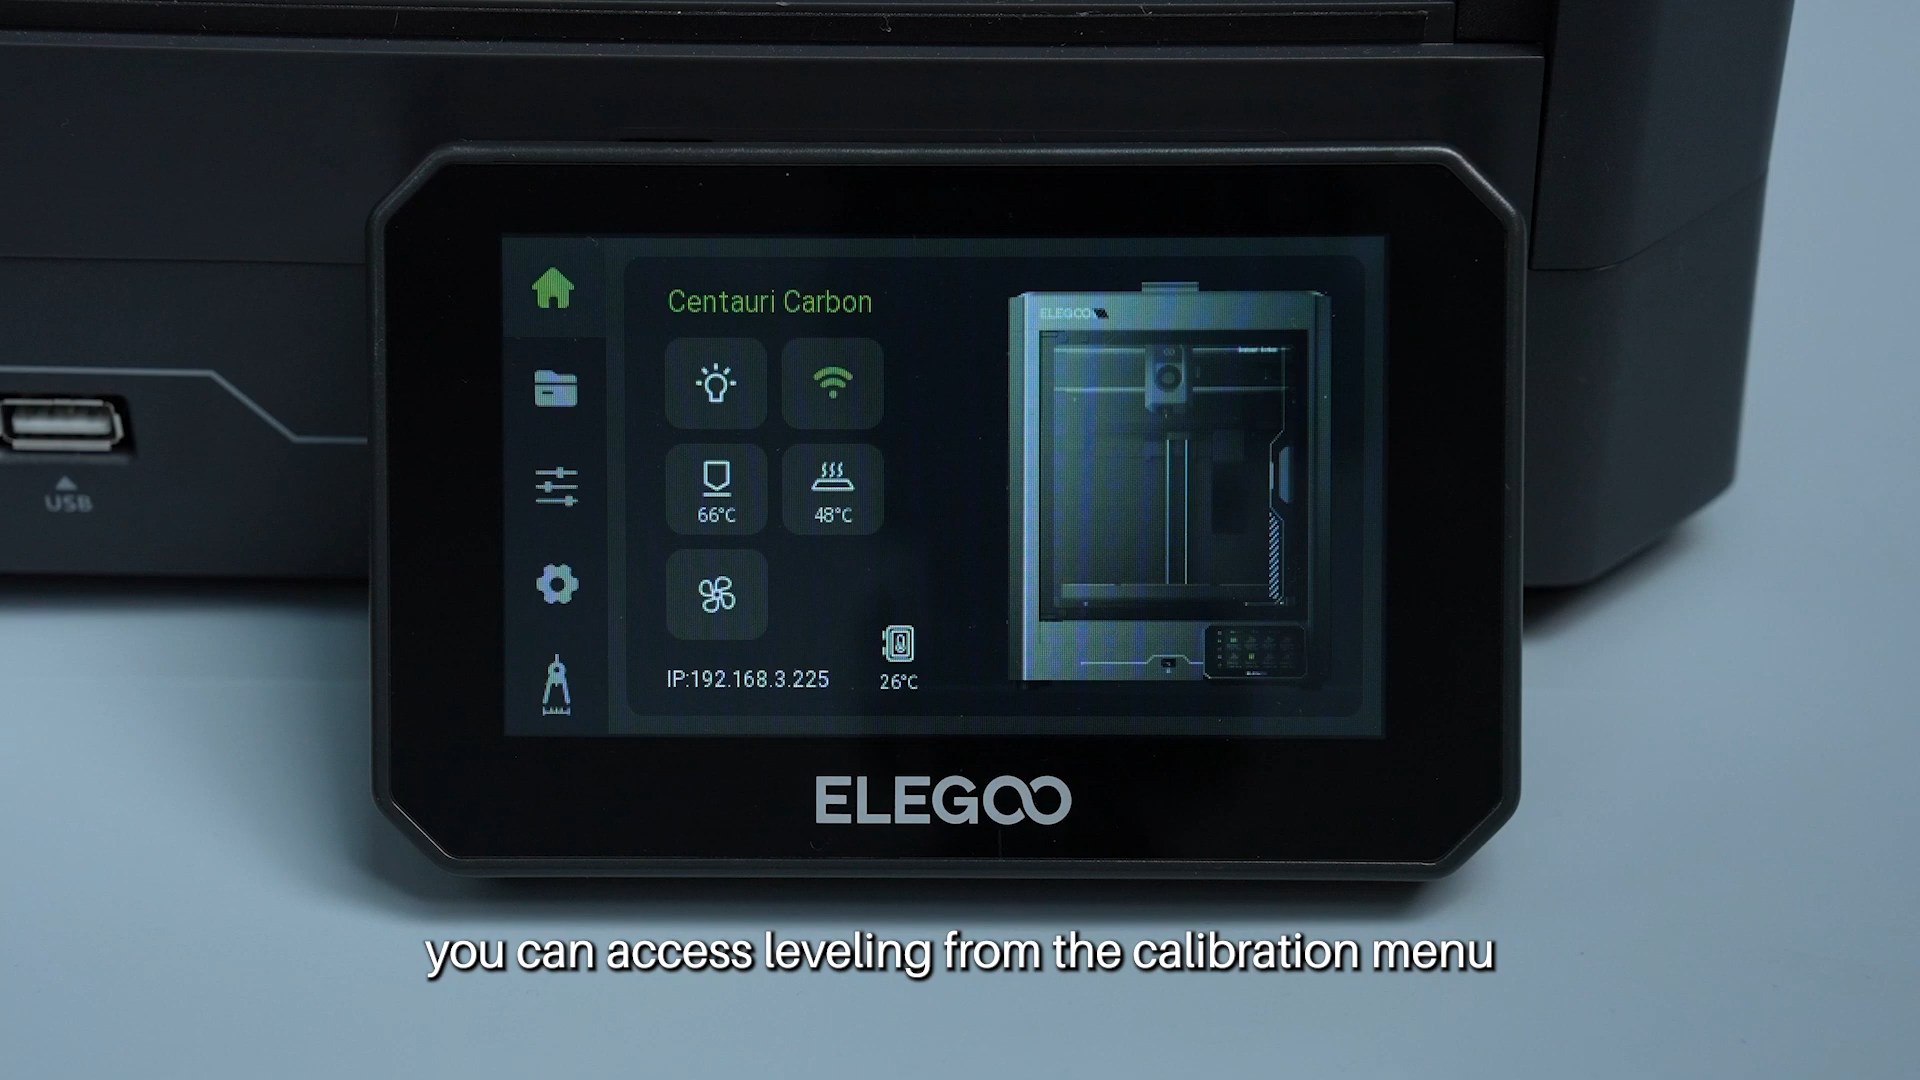 Centauri Carbon
66°C
48°C
IP:192.168.3.225
26°C
ELEGOO
USB
ELEGOO
you can access leveling from the calibration menu